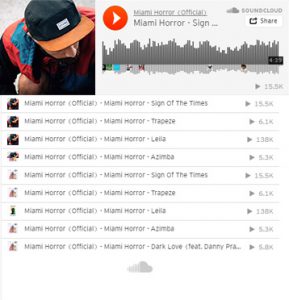 Miami Horror (Official)
SOUNDCLOUD
Miami Horror - Sign ...
Share
4:39
15.5K
Miami Horror (Official) - Miami Horror - Sign Of The Times 15.5K
Miami Horror (Official) - Miami Horror - Trapeze 6.1K
Miami Horror (Official) - Miami Horror - Leila 138K
Miami Horror (Official) - Miami Horror - Azimba 5.3K
Miami Horror (Official) - Miami Horror - Sign Of The Times 15.5K
Miami Horror (Official) - Miami Horror - Trapeze 6.1K
Miami Horror (Official) - Miami Horror - Leila 138K
Miami Horror (Official) - Miami Horror - Azimba 5.3K
Miami Horror (Official) - Miami Horror - Dark Love (feat. Danny Pra... 5.8K